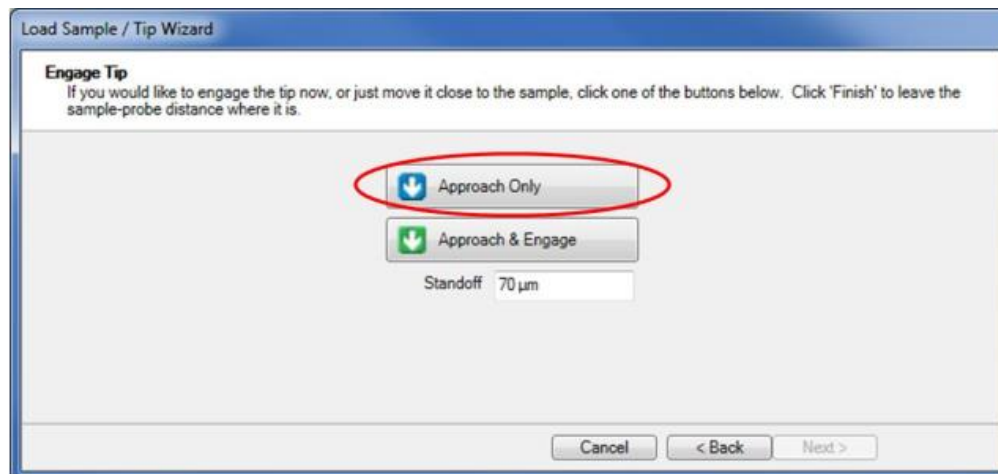 Load Sample / Tip Wizard
Engage Tip
If you would like to engage the tip now, or just move it close to the sample, click one of the buttons below. Click 'Finish' to leave the
sample-probe distance where it is.
Approach Only
Approach & Engage
Standoff 70 µm
Cancel < Back Next >